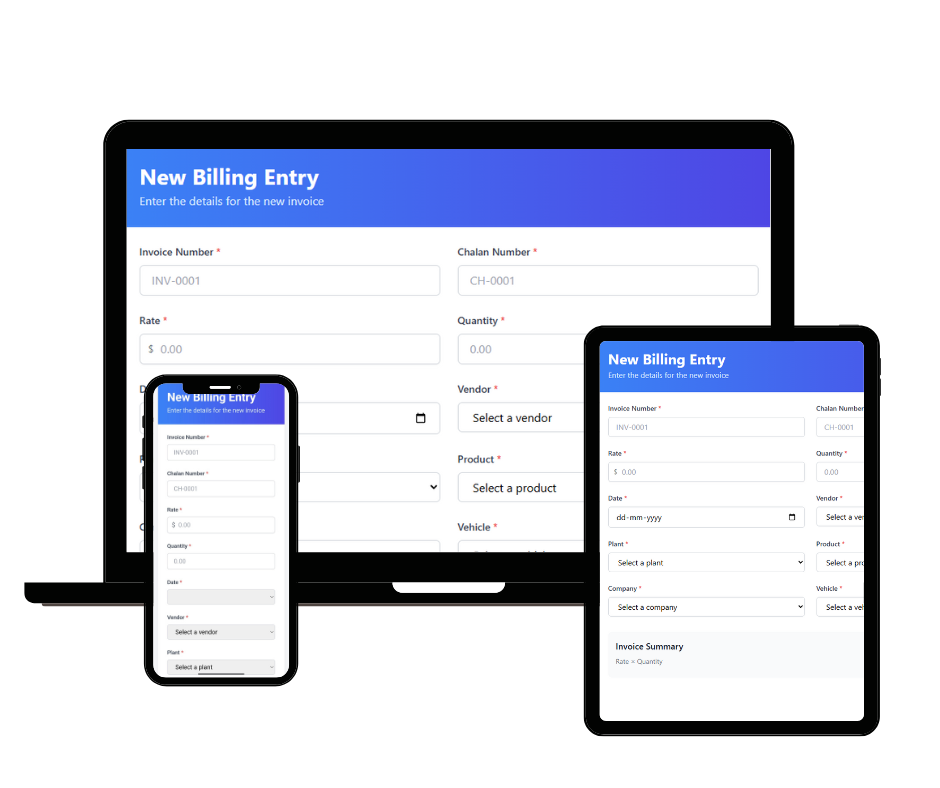 New Billing Entry
Enter the details for the new invoice
Invoice Number *
Chalan Number *
INV-0001
CH-0001
Rate *
Quantity *
$ 0.00
0.00
Vendor *
Select a vendor
Product *
Select a product
Vehicle *
New Billing Entry
Enter the details for the new invoice
Invoice Number *
INV-0001
Chalan Number *
CH-0001
Rate *
$ 0.00
Quantity *
0.00
Date *
Vendor *
Select a vendor
Plant *
Select a plant
New Billing Entry
Enter the details for the new invoice
Invoice Number *
Chalan Number
INV-0001
CH-0001
Rate *
Quantity *
$ 0.00
0.00
Date *
Vendor *
dd-mm-yyyy
Select a ven
Plant *
Product *
Select a plant
Select a pro
Company *
Vehicle *
Select a company
Select a veh
Invoice Summary
Rate × Quantity